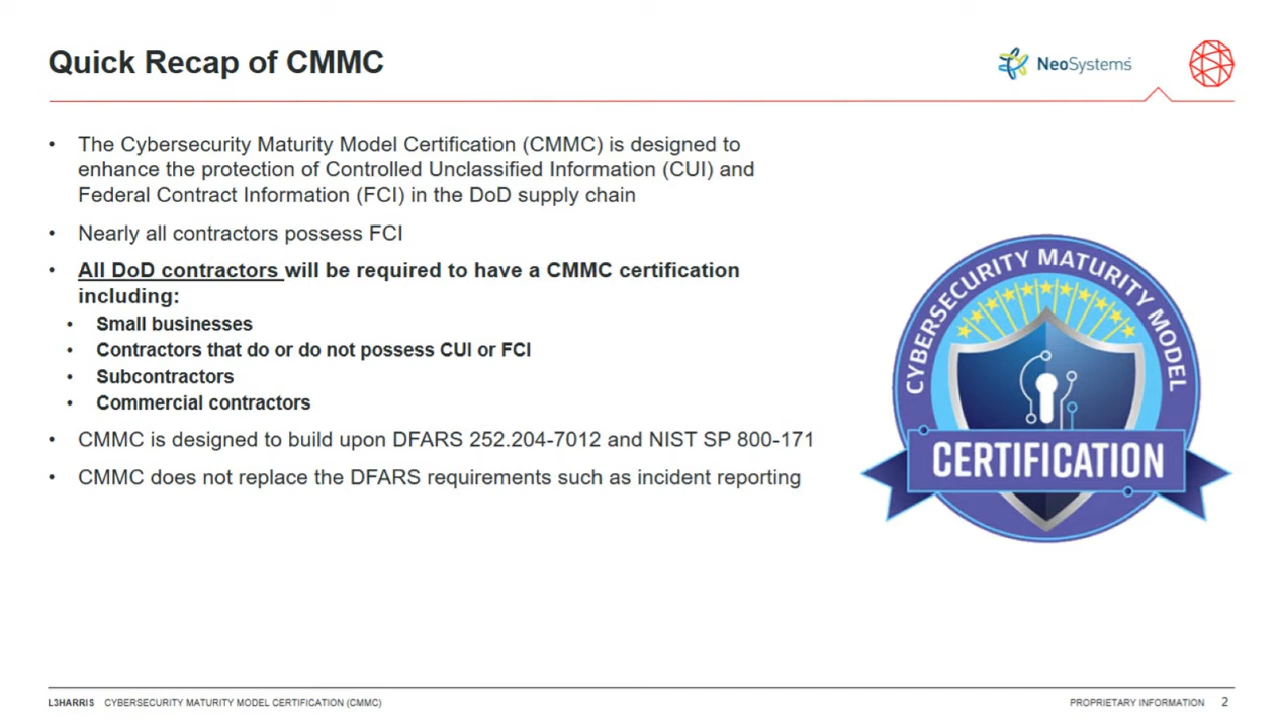 Quick Recap of CMMC
NeoSystems
• The Cybersecurity Maturity Model Certification (CMMC) is designed to
enhance the protection of Controlled Unclassified Information (CUI) and
Federal Contract Information (FCI) in the DoD supply chain
• Nearly all contractors possess FCI
• All DoD contractors will be required to have a CMMC certification
including:
• Small businesses
• Contractors that do or do not possess CUI or FCI
• Subcontractors
• Commercial contractors
• CMMC is designed to build upon DFARS 252.204-7012 and NIST SP 800-171
• CMMC does not replace the DFARS requirements such as incident reporting
CYBERSECURITY MATURITY MODEL
CERTIFICATION
L3HARRIS CYBERSECURITY MATURITY MODEL CERTIFICATION (CMMC)
PROPRIETARY INFORMATION 2